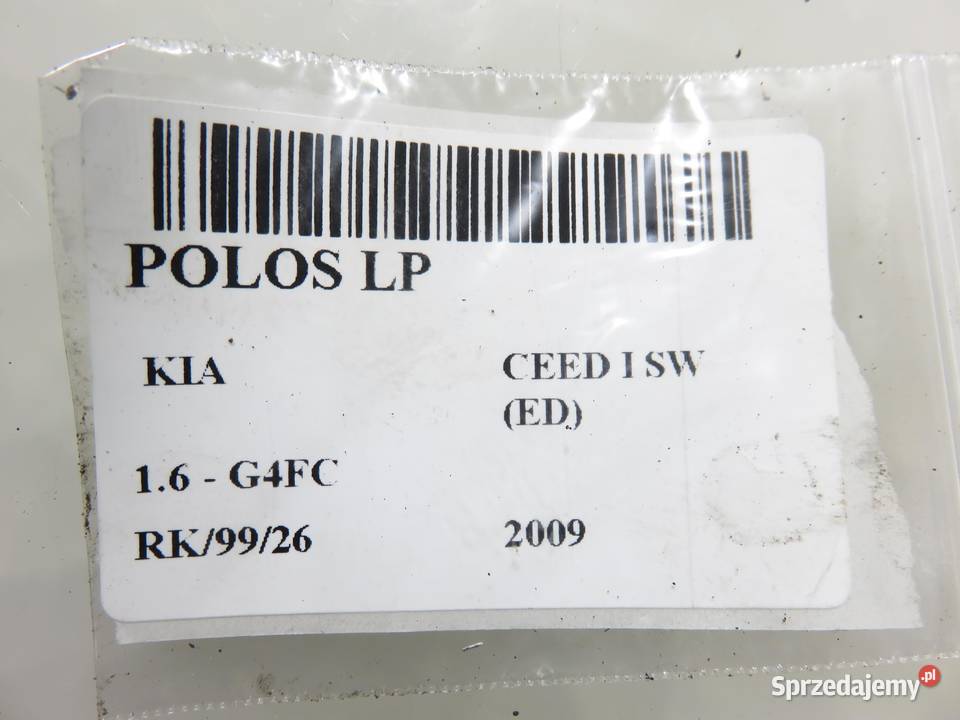 POLOS LP
KIA CEED I SW
(ED)
1.6 - G4FC
RK/99/26 2009
Sprzedajemy.pl